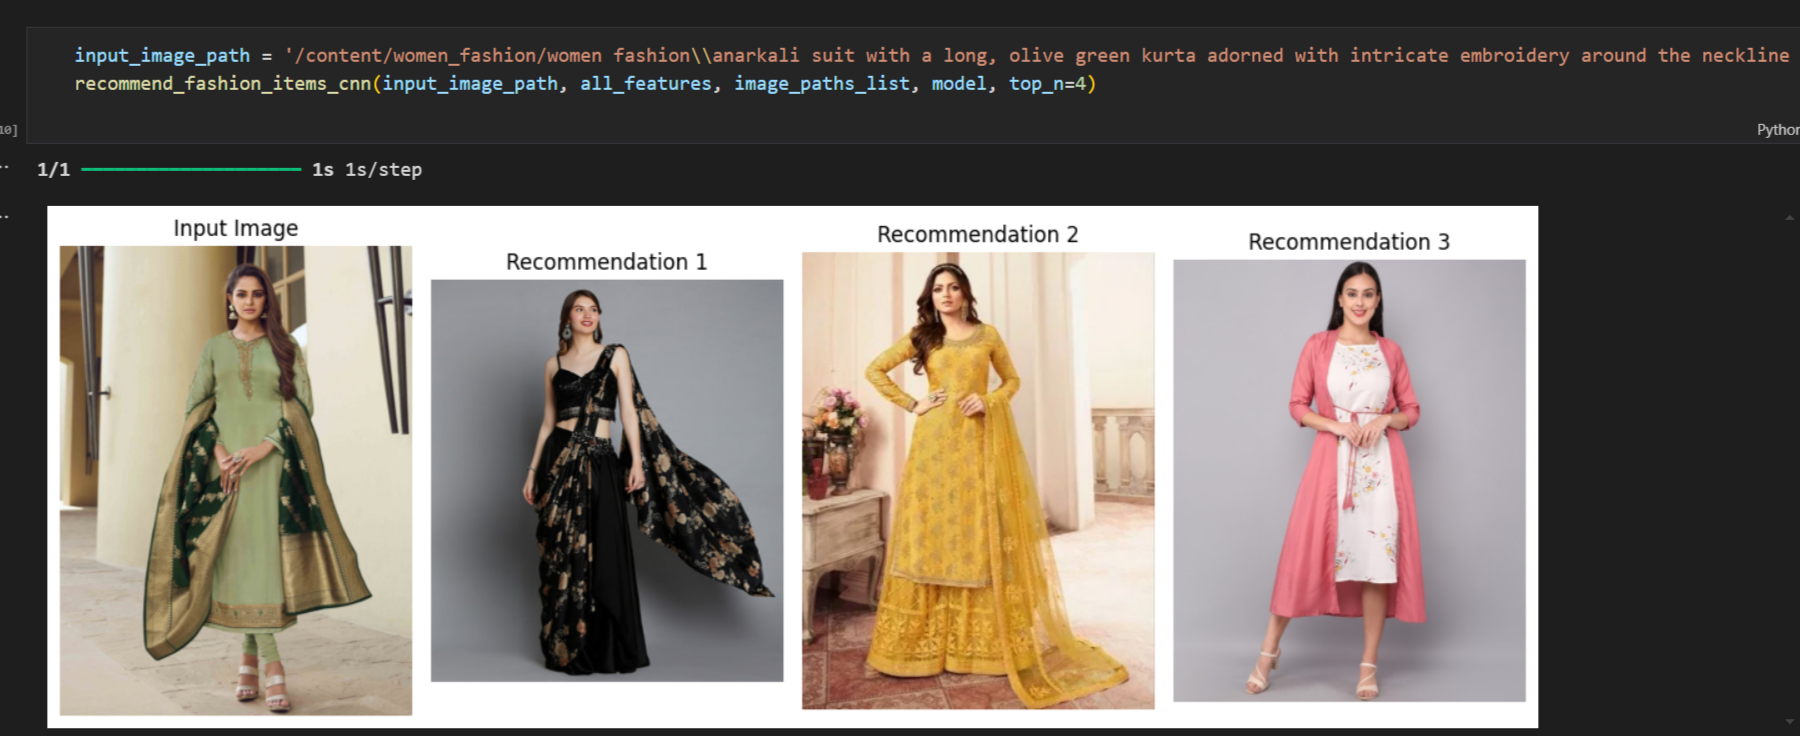 input_image_path = '/content/women_fashion/women fashion\\anarkali suit with a long, olive green kurta adorned with intricate embroidery around the neckline
recommend_fashion_items_cnn(input_image_path, all_features, image_paths_list, model, top_n=4)
10]
Python
1/1 1s 1s/step
Input Image
Recommendation 1
Recommendation 2
Recommendation 3